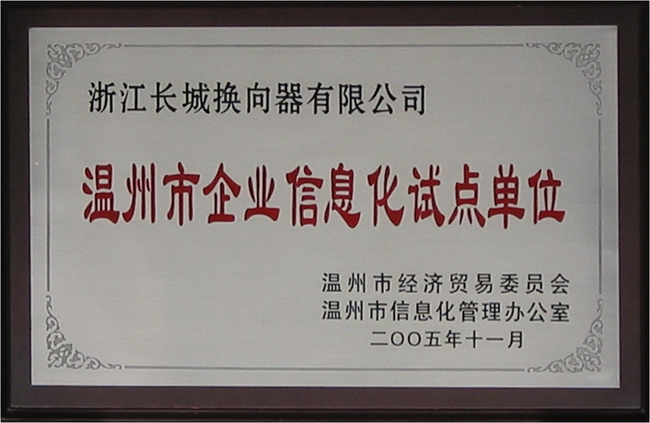 浙江长城换向器有限公司
温州市企业信息化试点单位
温州市经济贸易委员会
温州市信息化管理办公室
二〇〇五年十一月